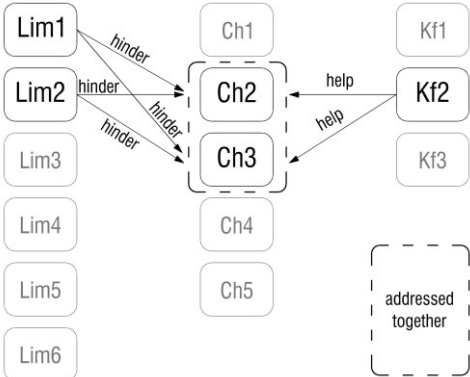 Lim1 Ch1 Kf1
hinder
Lim2 hinder Ch2 help Kf2
hinder
hinder help
Lim3 Ch3 Kf3
Lim4 Ch4
Lim5 Ch5
addressed
together
Lim6